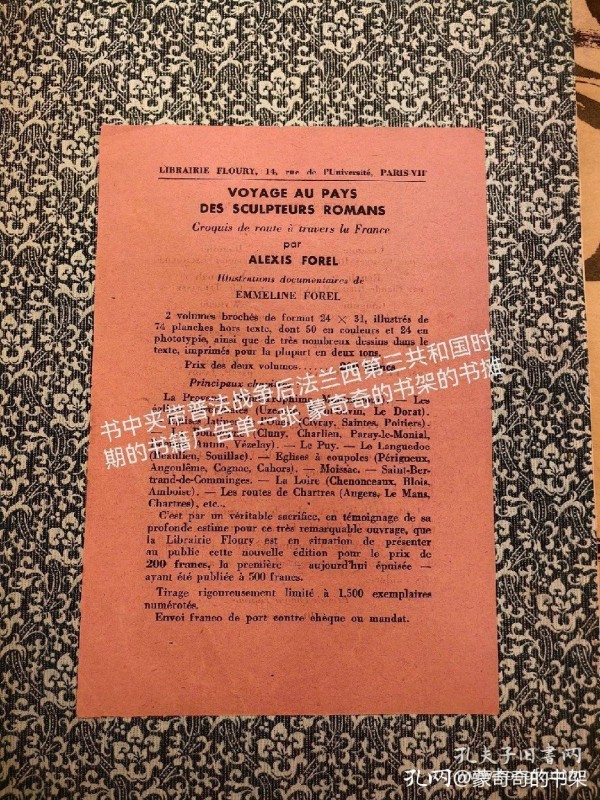 LIBRAIRIE FLOURY, 14, rue de l'Université, PARIS-VIIe
VOYAGE AU PAYS
DES SCULPTEURS ROMANS
Croquis de route à travers la France
par
ALEXIS FOREL
Illustrations documentaires de
EMMELINE FOREL
2 volumes brochés de format 24 × 31, illustrés de
74 planches hors texte, dont 50 en couleurs et 24 en
phototypie, ainsi que de très nombreux dessins dans le
texte, imprimés pour la plupart en deux tons.
Prix des deux volumes
Principaux
La Les
Le Dorat).
(Civray, Saintes, Poitiers).
(Cluny, Charlieu, Paray-le-Monial,
Autun, Vézelay). — Le Puy. — Le Languedoc
Souillac). — Eglises à coupoles (Périgueux,
Angoulême, Cognac, Cahors). — Moissac. — Saint-Ber-
trand-de-Comminges. — La Loire (Chenonceaux, Blois,
Amboise). — Les routes de Chartres (Angers, Le Mans,
Chartres), etc...
C'est par un véritable sacrifice, en témoignage de sa
profonde estime pour ce très remarquable ouvrage, que
la Librairie Floury est en situation de présenter
au public cette nouvelle édition pour le prix de
200 francs, la première — aujourd'hui épuisée —
ayant été publiée à 500 francs.
Tirage rigoureusement limité à 1.500 exemplaires
numérotés.
Envoi franco de port contre chèque ou mandat.
书中夹带普法战争后法兰西第三共和国时
期的书籍广告单一张 蒙奇奇的书架的书摊
孔夫子旧书网
孔网@蒙奇奇的书架